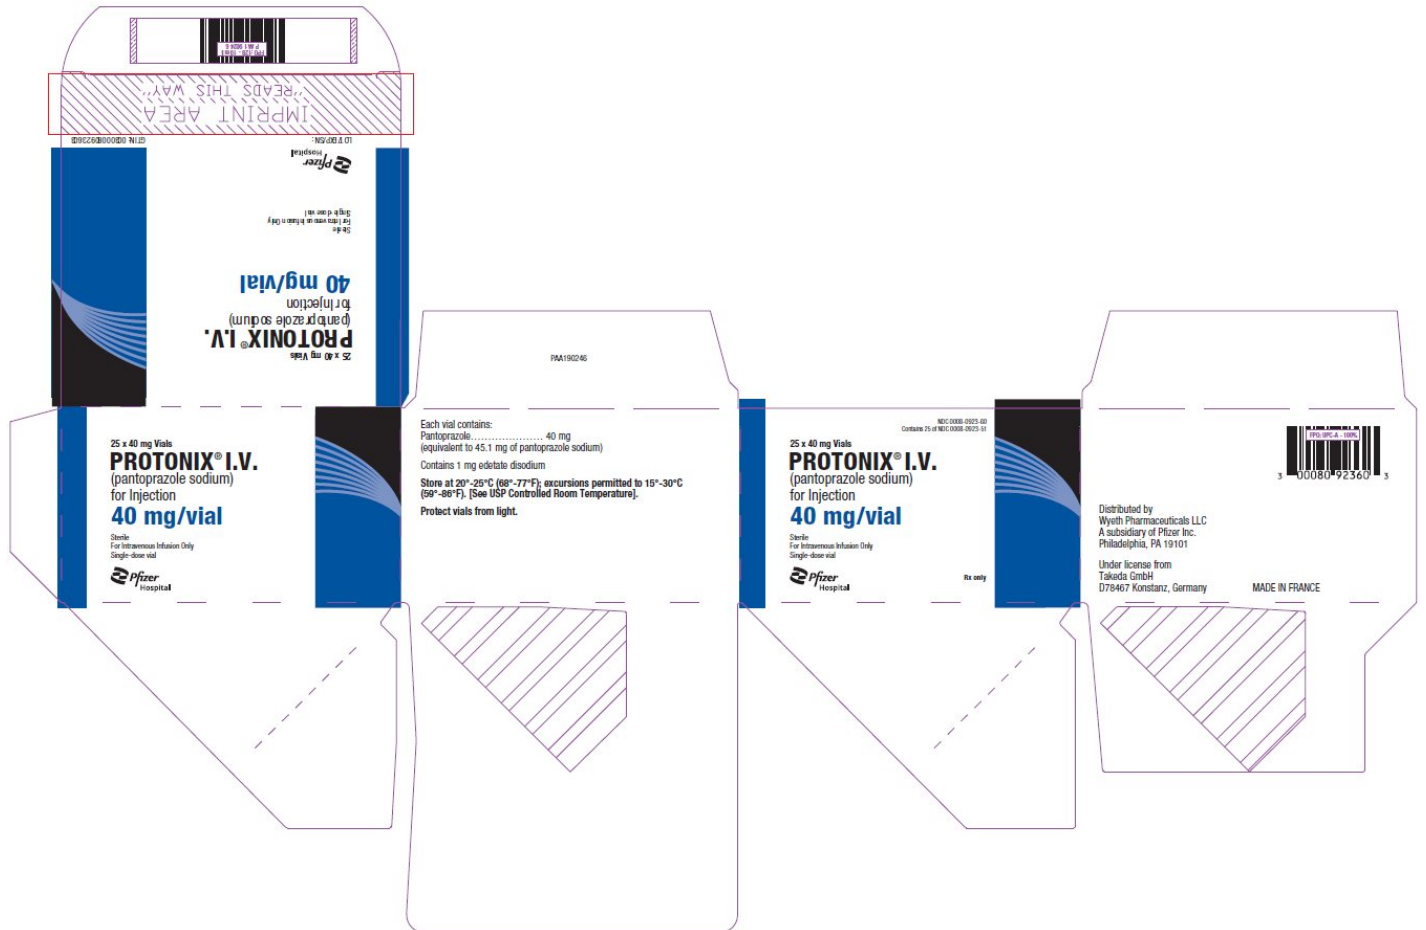 "READS THIS WAY"
IMPRINT AREA
LOT/EXP/SN:
GTIN: 00300080923603
Pfizer
Hospital
25 x 40 mg Vials
PROTONIX® I.V.
(pantoprazole sodium)
for Injection
40 mg/vial
Sterile
For Intravenous Infusion Only
Single-dose vial
PAA190246
25 x 40 mg Vials
PROTONIX® I.V.
(pantoprazole sodium)
for Injection
40 mg/vial
Sterile
For Intravenous Infusion Only
Single-dose vial
Pfizer
Hospital
Each vial contains:
Pantoprazole..................... 40 mg
(equivalent to 45.1 mg of pantoprazole sodium)
Contains 1 mg edetate disodium
Store at 20°-25°C (68°-77°F); excursions permitted to 15°-30°C
(59°-86°F). [See USP Controlled Room Temperature].
Protect vials from light.
NDC 0008-0923-60
Contains 25 of NDC 0008-0923-51
25 x 40 mg Vials
PROTONIX® I.V.
(pantoprazole sodium)
for Injection
40 mg/vial
Sterile
For Intravenous Infusion Only
Single-dose vial
Pfizer
Hospital
Rx only
FPO: UPC-A - 100%
3 00080 92360 3
Distributed by
Wyeth Pharmaceuticals LLC
A subsidiary of Pfizer Inc.
Philadelphia, PA 19101
Under license from
Takeda GmbH
D78467 Konstanz, Germany
MADE IN FRANCE